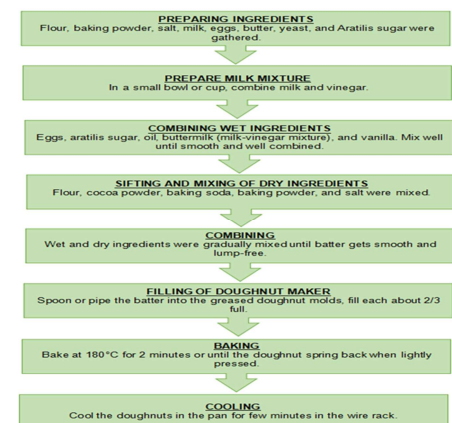 PREPARING INGREDIENTS
Flour, baking powder, salt, milk, eggs, butter, yeast, and Aratilis sugar were
gathered.
PREPARE MILK MIXTURE
In a small bowl or cup, combine milk and vinegar.
COMBINING WET INGREDIENTS
Eggs, aratilis sugar, oil, buttermilk (milk-vinegar mixture), and vanilla. Mix well
until smooth and well combined.
SIFTING AND MIXING OF DRY INGREDIENTS
Flour, cocoa powder, baking soda, baking powder, and salt were mixed.
COMBINING
Wet and dry ingredients were gradually mixed until batter gets smooth and
lump-free.
FILLING OF DOUGHNUT MAKER
Spoon or pipe the batter into the greased doughnut molds, fill each about 2/3
full.
BAKING
Bake at 180°C for 2 minutes or until the doughnut spring back when lightly
pressed.
COOLING
Cool the doughnuts in the pan for few minutes in the wire rack.